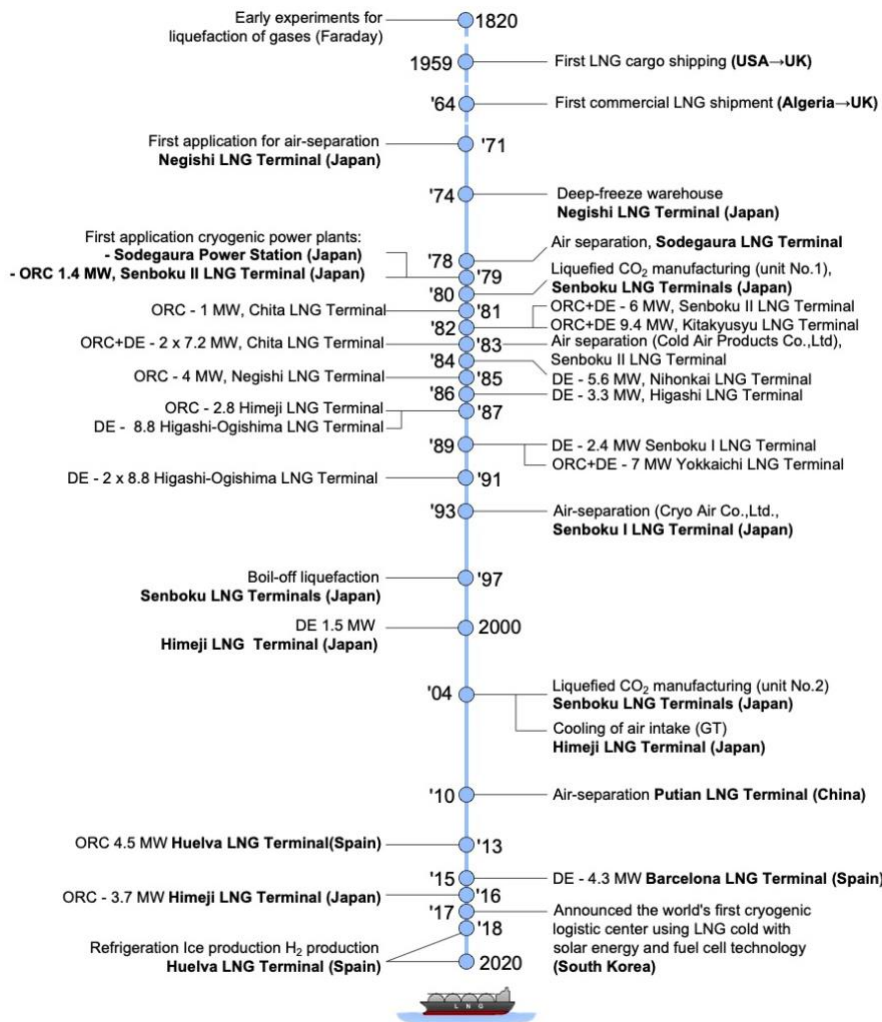 Early experiments for
liquefaction of gases (Faraday)
1820
1959
First LNG cargo shipping (USA→UK)
'64
First commercial LNG shipment (Algeria→UK)
First application for air-separation
Negishi LNG Terminal (Japan)
'71
'74
Deep-freeze warehouse
Negishi LNG Terminal (Japan)
First application cryogenic power plants:
- Sodegaura Power Station (Japan)
- ORC 1.4 MW, Senboku II LNG Terminal (Japan)
'78
Air separation, Sodegaura LNG Terminal
'79
'80
Liquefied CO₂ manufacturing (unit No.1),
Senboku LNG Terminals (Japan)
ORC - 1 MW, Chita LNG Terminal
'81
'82
ORC+DE - 6 MW, Senboku II LNG Terminal
ORC+DE 9.4 MW, Kitakyusyu LNG Terminal
ORC+DE - 2 x 7.2 MW, Chita LNG Terminal
'83
Air separation (Cold Air Products Co.,Ltd),
Senboku II LNG Terminal
'84
DE - 5.6 MW, Nihonkai LNG Terminal
ORC - 4 MW, Negishi LNG Terminal
'85
'86
DE - 3.3 MW, Higashi LNG Terminal
ORC - 2.8 Himeji LNG Terminal
DE - 8.8 Higashi-Ogishima LNG Terminal
'87
'89
DE - 2.4 MW Senboku I LNG Terminal
ORC+DE - 7 MW Yokkaichi LNG Terminal
DE - 2 x 8.8 Higashi-Ogishima LNG Terminal
'91
'93
Air-separation (Cryo Air Co.,Ltd.,
Senboku I LNG Terminal (Japan)
Boil-off liquefaction
Senboku LNG Terminals (Japan)
'97
DE 1.5 MW
Himeji LNG Terminal (Japan)
2000
'04
Liquefied CO₂ manufacturing (unit No.2)
Senboku LNG Terminals (Japan)
Cooling of air intake (GT)
Himeji LNG Terminal (Japan)
'10
Air-separation Putian LNG Terminal (China)
ORC 4.5 MW Huelva LNG Terminal(Spain)
'13
'15
DE - 4.3 MW Barcelona LNG Terminal (Spain)
ORC - 3.7 MW Himeji LNG Terminal (Japan)
'16
'17
Announced the world's first cryogenic
logistic center using LNG cold with
solar energy and fuel cell technology
(South Korea)
'18
Refrigeration Ice production H₂ production
Huelva LNG Terminal (Spain)
2020
L N G